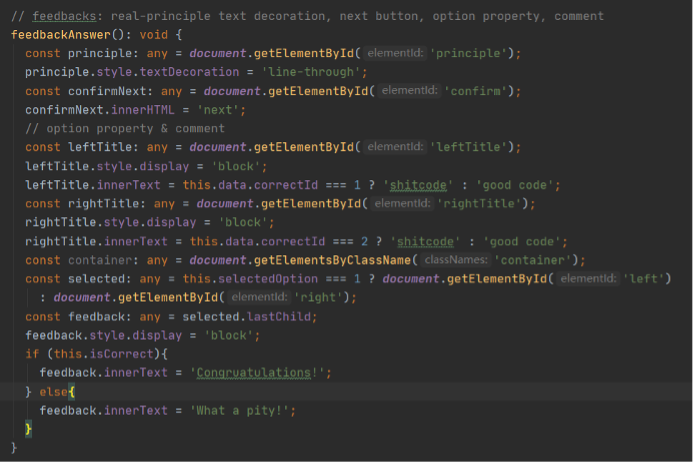 // feedbacks: real-principle text decoration, next button, option property, comment
feedbackAnswer(): void {
const principle: any = document.getElementById( elementId: 'principle');
principle.style.textDecoration = 'line-through';
const confirmNext: any = document.getElementById( elementId: 'confirm');
confirmNext.innerHTML = 'next';
// option property & comment
const leftTitle: any = document.getElementById( elementId: 'leftTitle');
leftTitle.style.display = 'block';
leftTitle.innerText = this.data.correctId === 1 ? 'shitcode' : 'good code';
const rightTitle: any = document.getElementById( elementId: 'rightTitle');
rightTitle.style.display = 'block';
rightTitle.innerText = this.data.correctId === 2 ? 'shitcode' : 'good code';
const container: any = document.getElementsByClassName( classNames: 'container');
const selected: any = this.selectedOption === 1 ? document.getElementById( elementId: 'left')
: document.getElementById( elementId: 'right');
const feedback: any = selected.lastChild;
feedback.style.display = 'block';
if (this.isCorrect){
feedback.innerText = 'Congruatulations!';
} else{
feedback.innerText = 'What a pity!';
}
}